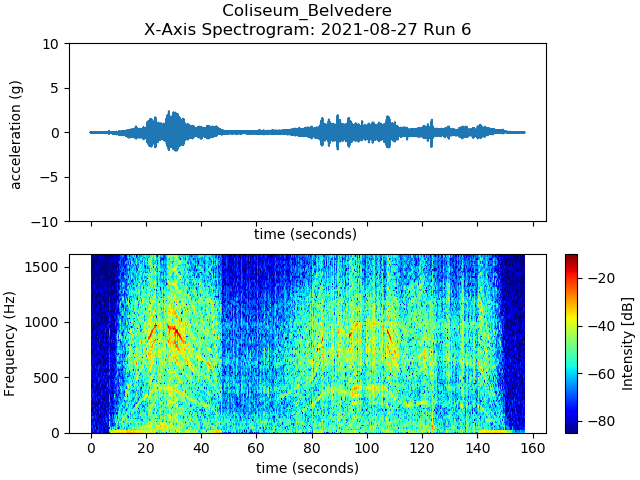 Coliseum_Belvedere
X-Axis Spectrogram: 2021-08-27 Run 6
10
5
0
−5
−10
acceleration (g)
time (seconds)
1500
1000
500
0
Frequency (Hz)
0 20 40 60 80 100 120 140 160
time (seconds)
−20
−40
−60
−80
Intensity [dB]